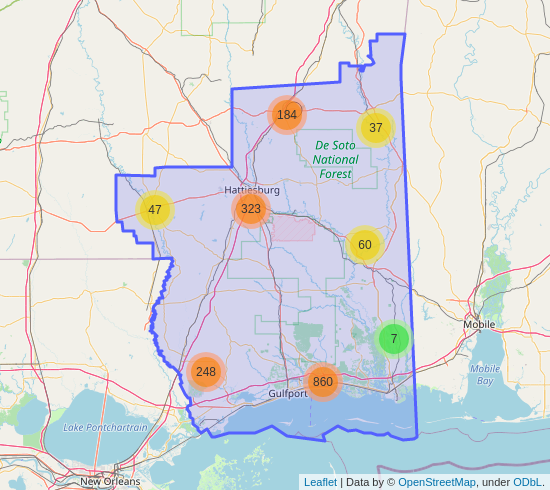 184
37
De Soto
National
Forest
Hattiesburg
47
323
60
Mobile
7
248
860
Mobile
Bay
Gulfport
Lake Pontchartrain
New Orleans
Leaflet | Data by © OpenStreetMap, under ODbL.